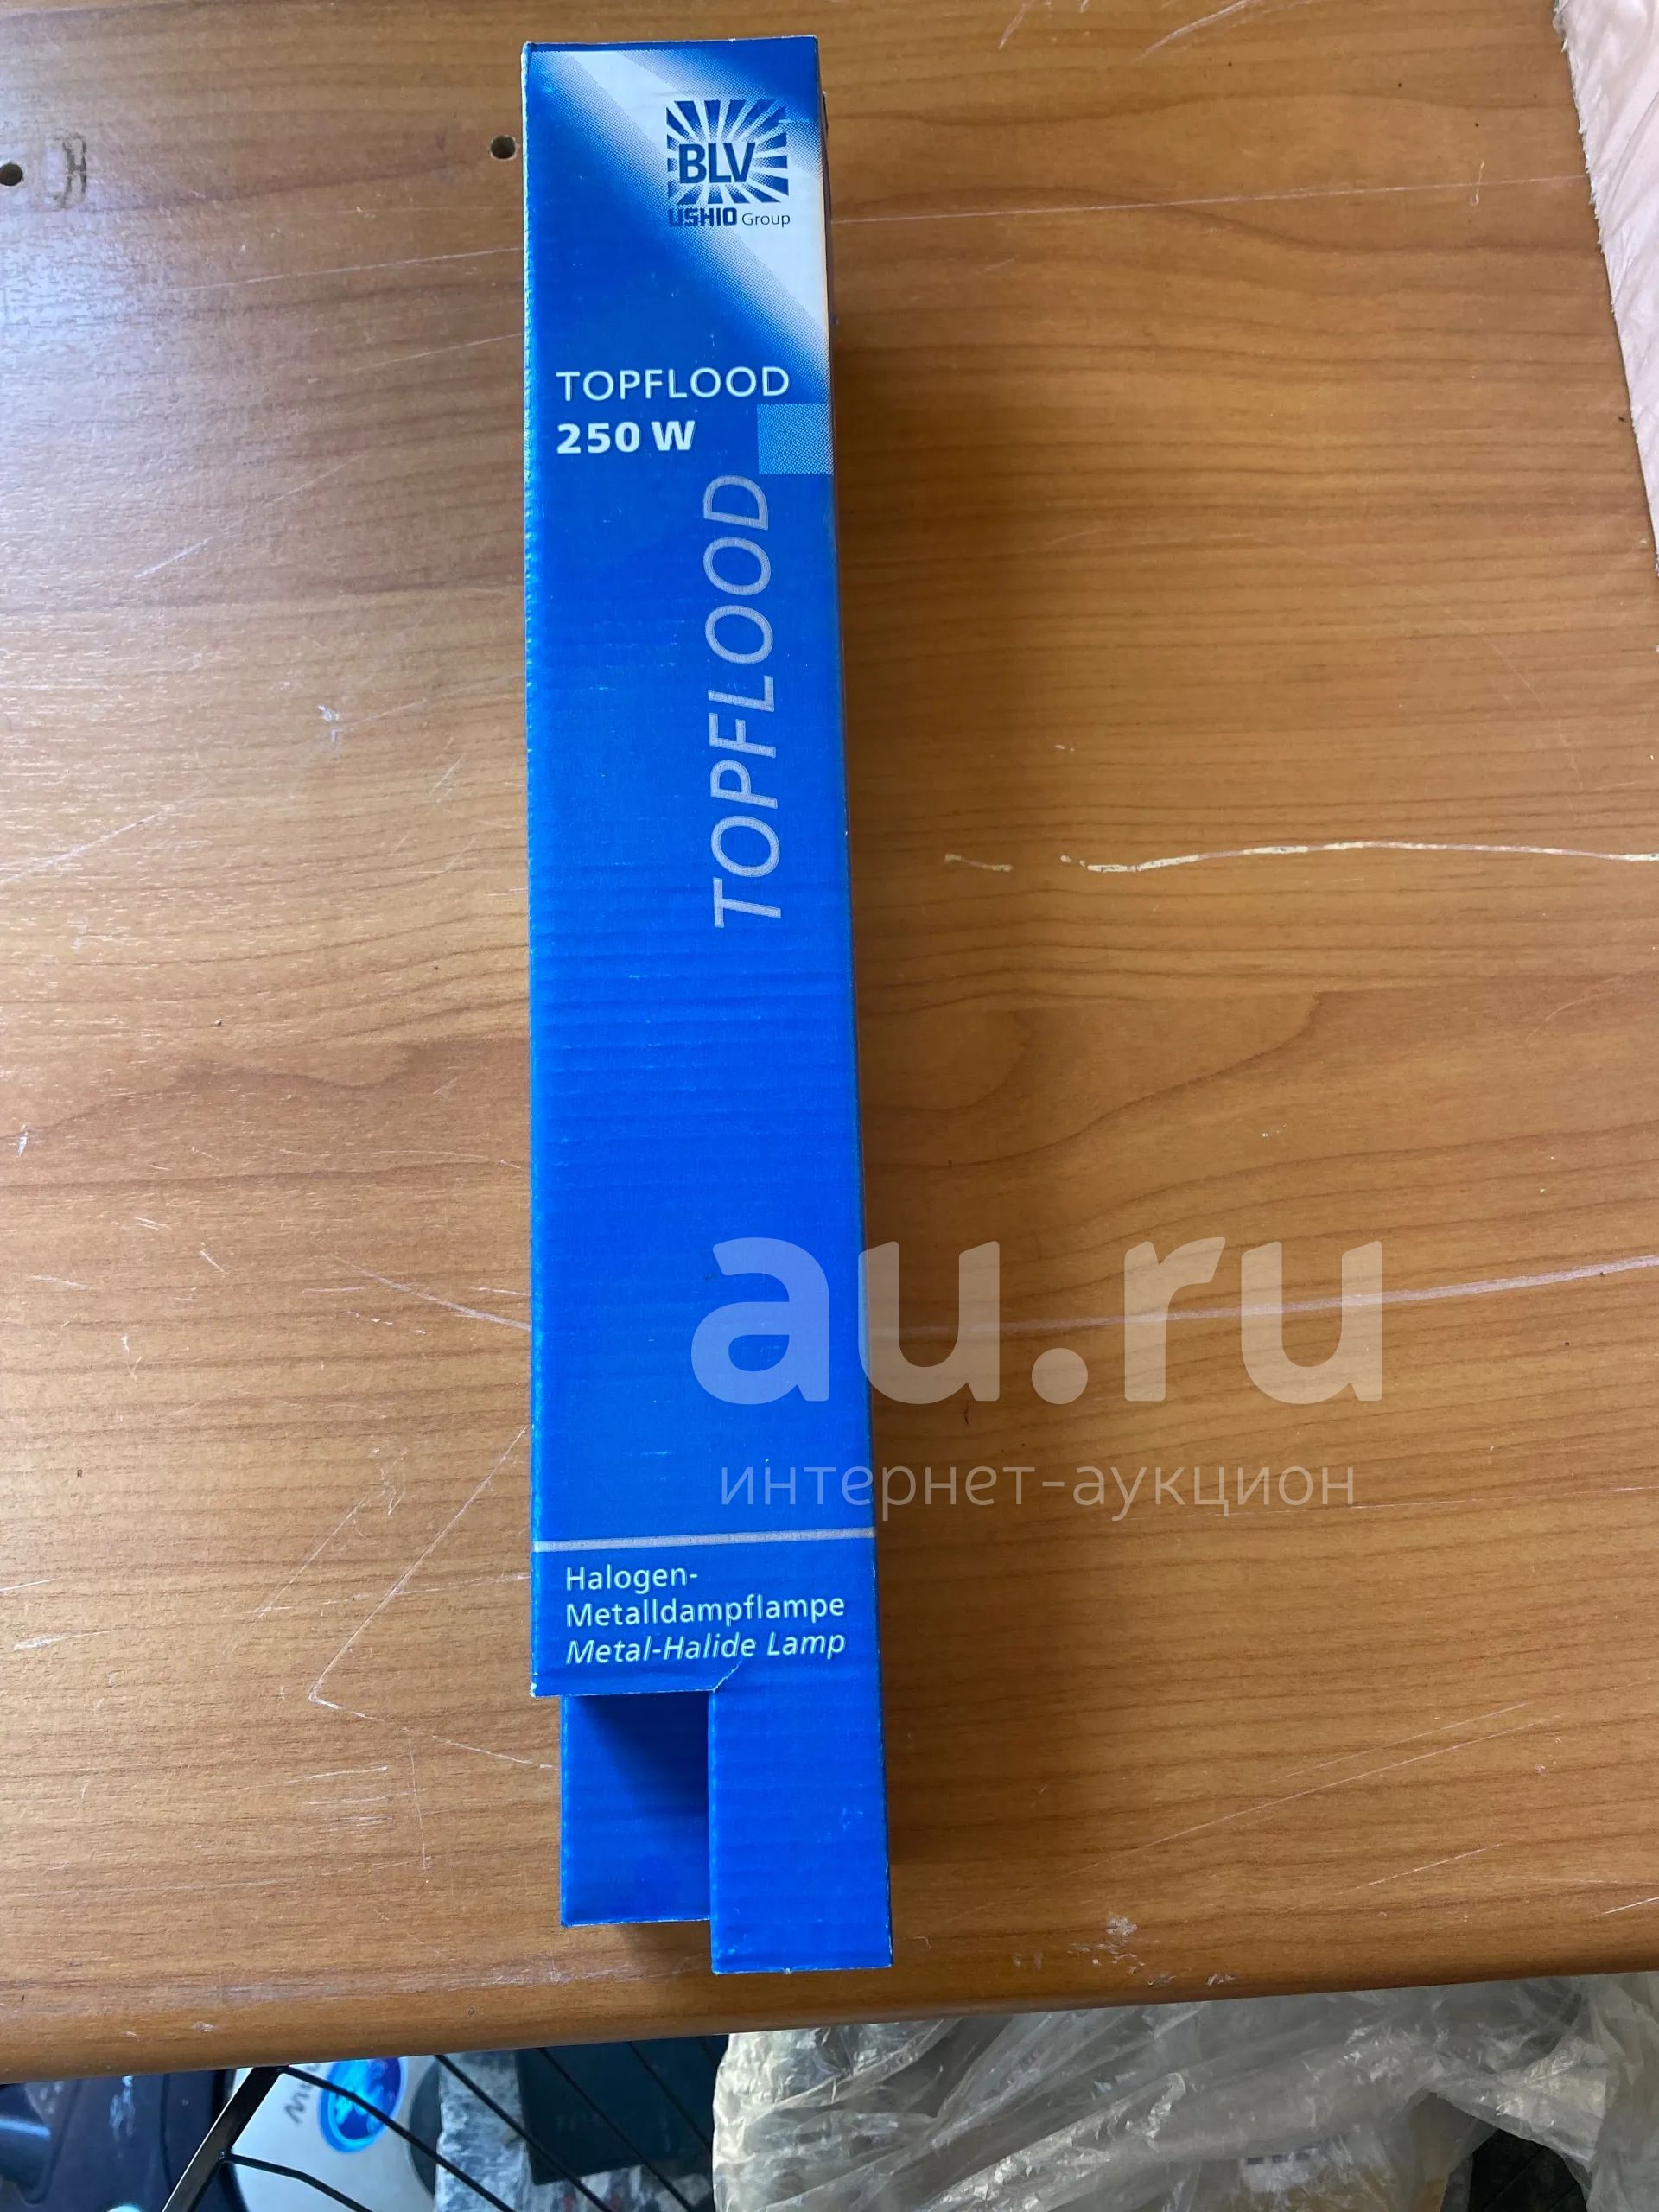 BLV
USHIO Group
TOPFLOOD
250 W
TOPFLOOD
au.ru
интернет-аукцион
Halogen-
Metalldampflampe
Metal-Halide Lamp